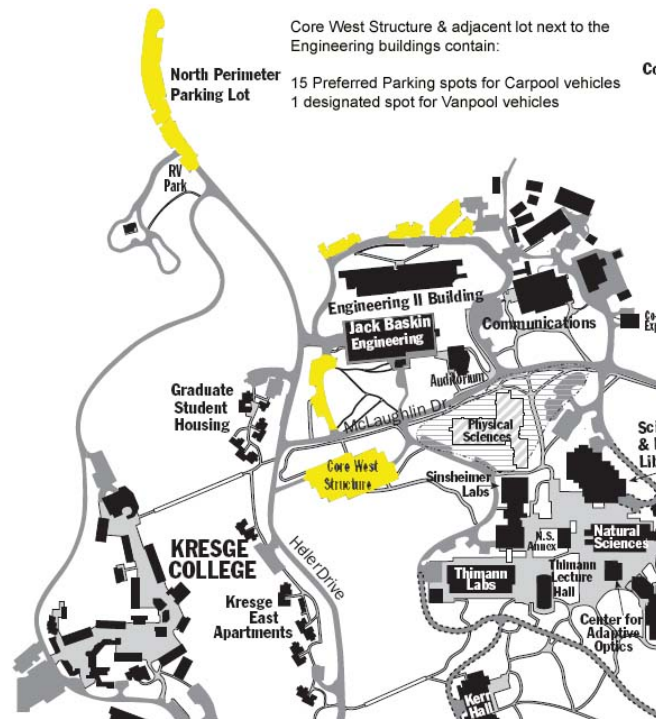 Core West Structure & adjacent lot next to the
Engineering buildings contain:
15 Preferred Parking spots for Carpool vehicles
1 designated spot for Vanpool vehicles
North Perimeter
Parking Lot
RV
Park
Engineering II Building
Jack Baskin
Engineering
Communications
Auditorium
Graduate
Student
Housing
McLaughlin Dr.
Physical
Sciences
Core West
Structure
Sinsheimer
Labs
KRESGE
COLLEGE
Heller Drive
N.S.
Annex
Natural
Sciences
Thimann
Labs
Thimann
Lecture
Hall
Kresge
East
Apartments
Center for
Adaptive
Optics
Kerr
Hall